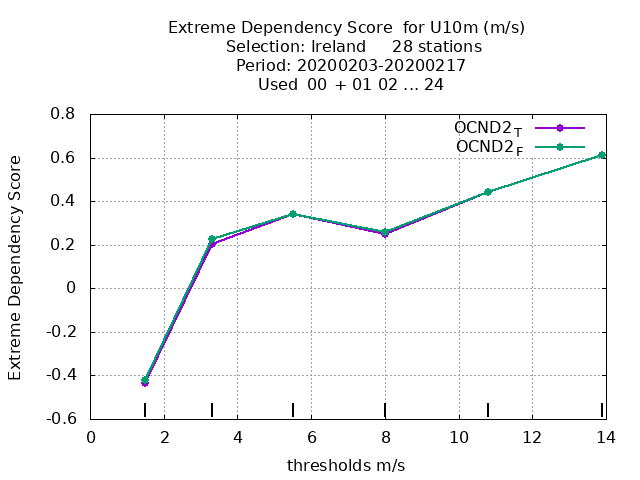 Extreme Dependency Score for U10m (m/s)
Selection: Ireland 28 stations
Period: 20200203-20200217
Used 00 + 01 02 ... 24
OCND2T
OCND2F
Extreme Dependency Score
0.8
0.6
0.4
0.2
0
-0.2
-0.4
-0.6
0 2 4 6 8 10 12 14
thresholds m/s